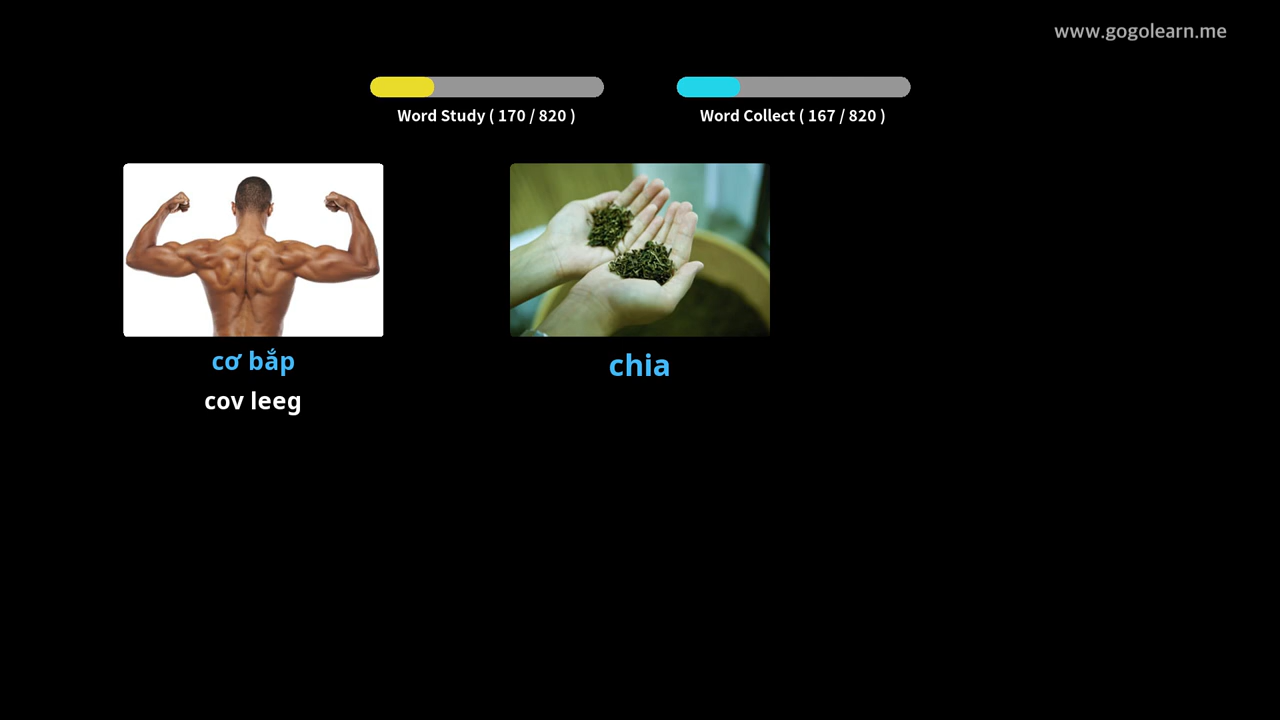 www.gogolearn.me
Word Study ( 170 / 820 )
Word Collect ( 167 / 820 )
cơ bắp
cov leeg
chia